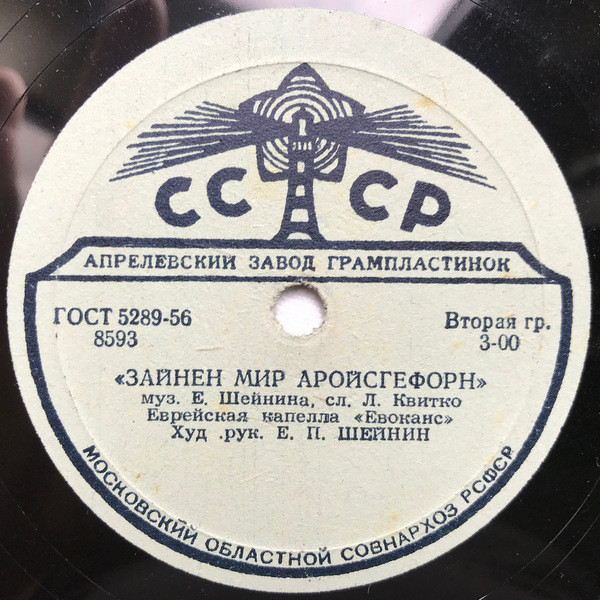 СССР
АПРЕЛЕВСКИЙ ЗАВОД ГРАМПЛАСТИНОК
ГОСТ 5289-56
8593
Вторая гр.
3-00
«ЗАЙНЕН МИР АРОЙСГЕФОРН»
муз. Е. Шейнина, сл. Л. Квитко
Еврейская капелла «Евоканс»
Худ .рук. Е. П. ШЕЙНИН
МОСКОВСКИЙ ОБЛАСТНОЙ СОВНАРХОЗ РСФСР